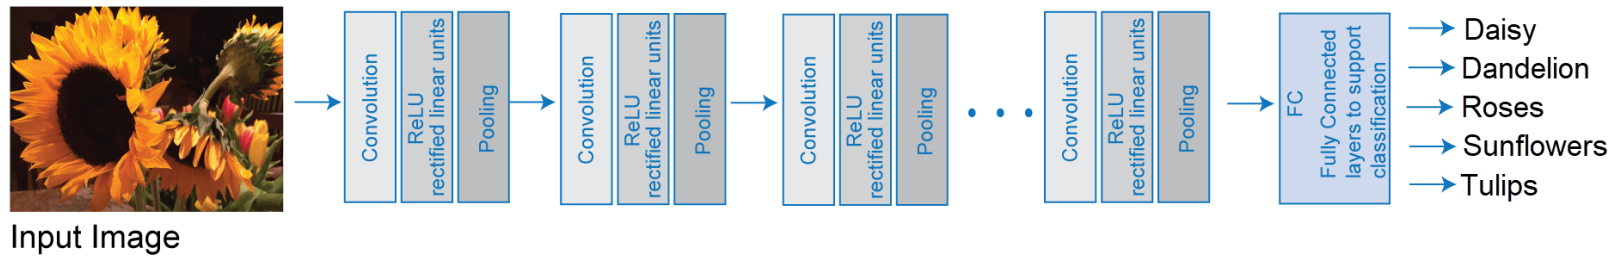 Input Image
Convolution
ReLU
rectified linear units
Pooling
Convolution
ReLU
rectified linear units
Pooling
Convolution
ReLU
rectified linear units
Pooling
. . .
Convolution
ReLU
rectified linear units
Pooling
FC
Fully Connected
layers to support
classification
Daisy
Dandelion
Roses
Sunflowers
Tulips